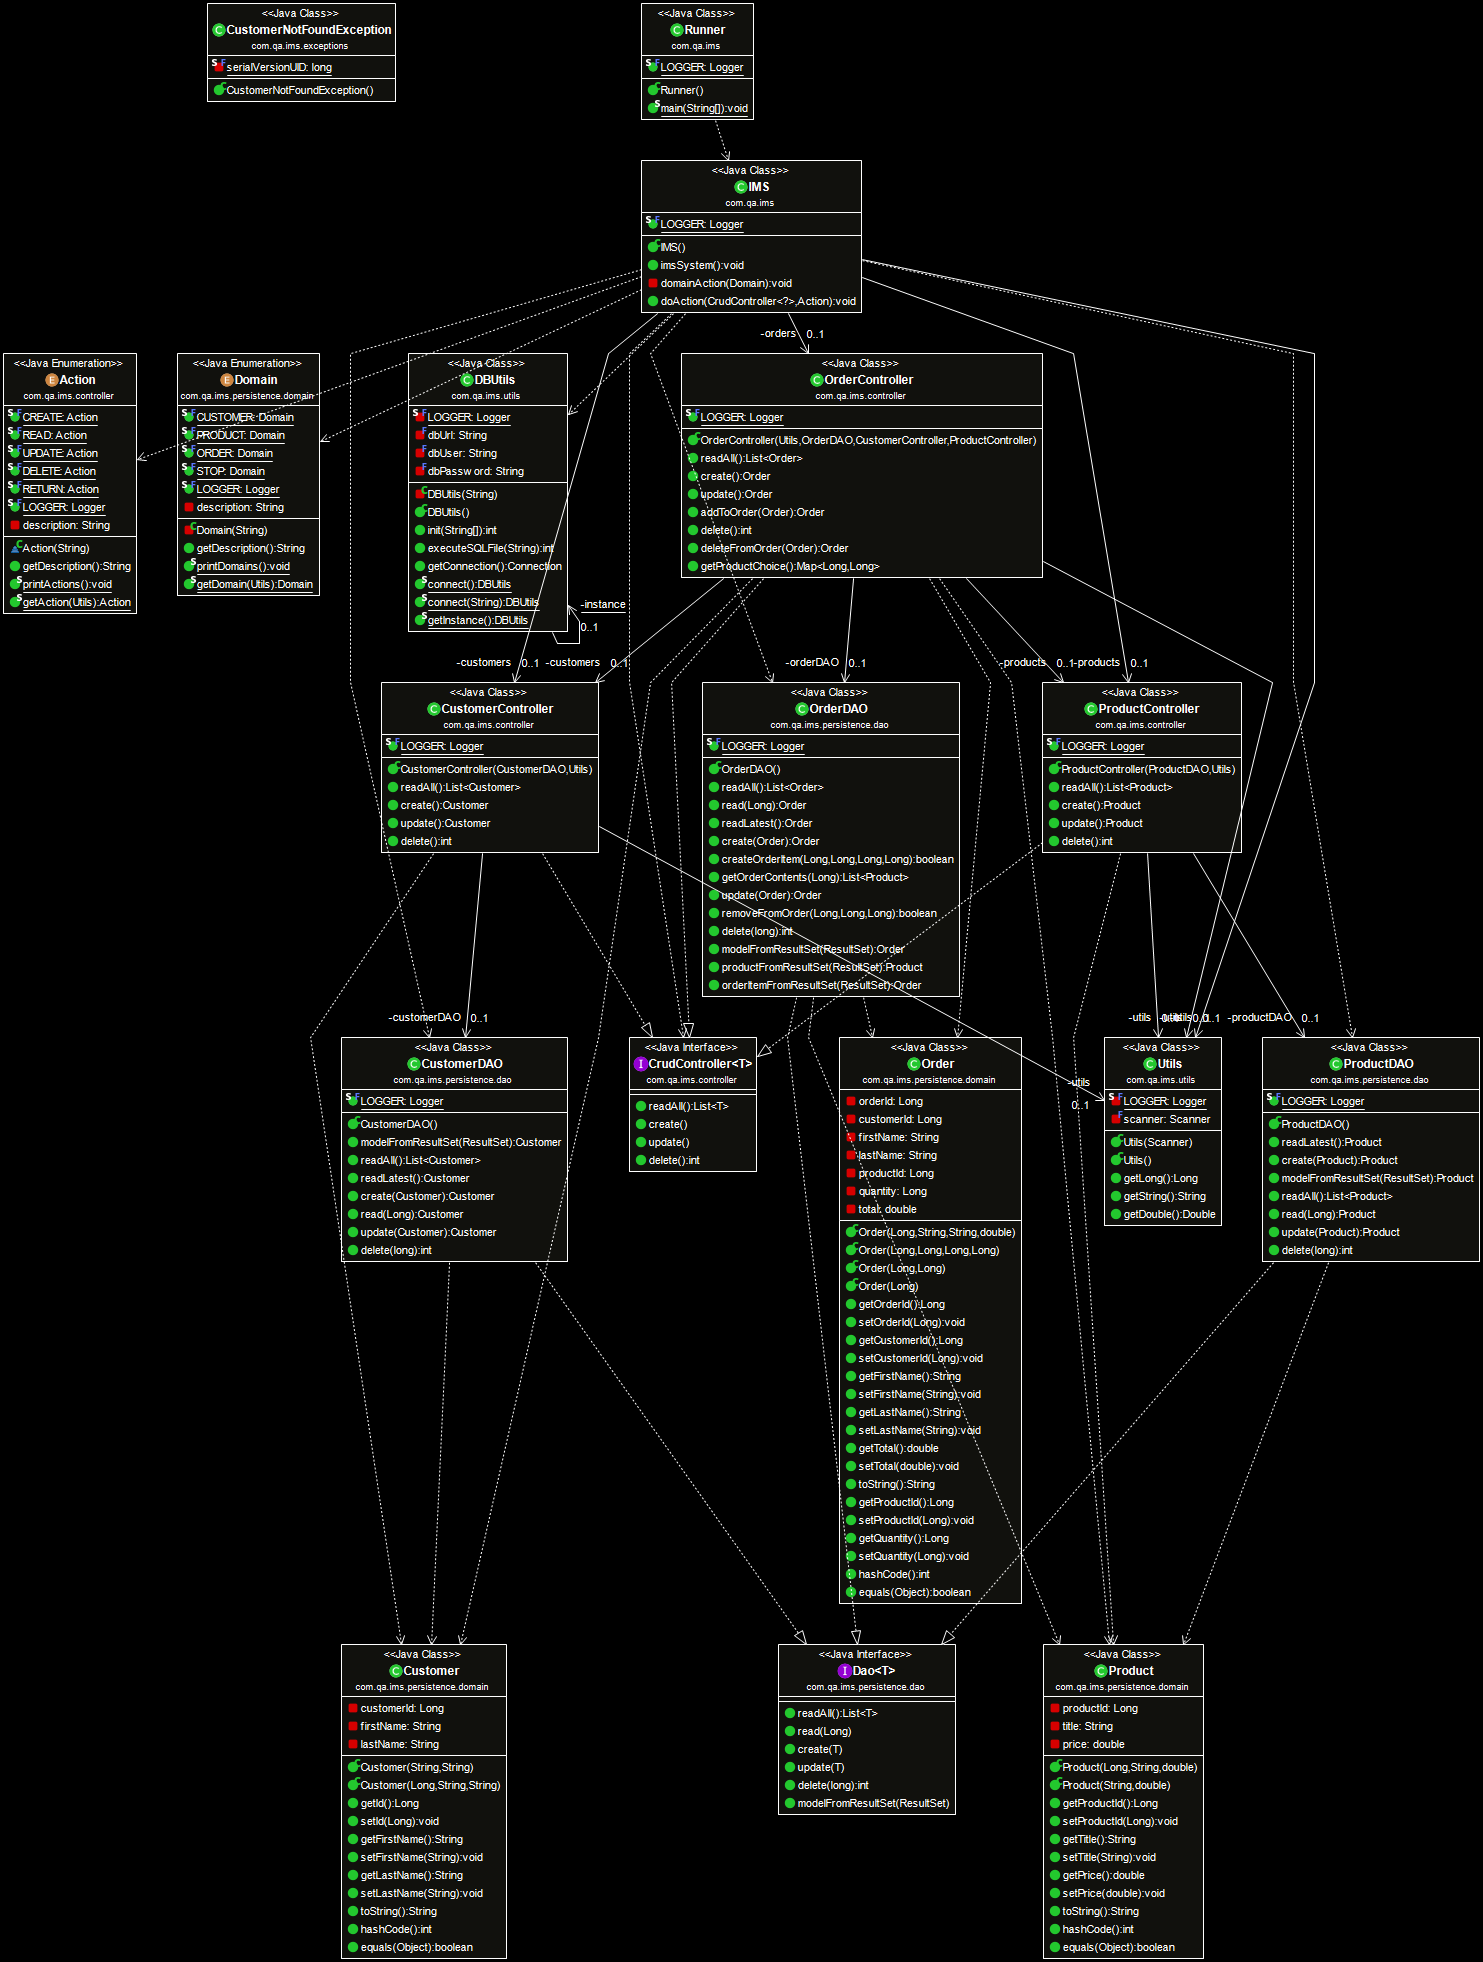 <<Java Class>>
CustomerNotFoundException
com.qa.ims.exceptions
serialVersionUID: long
CustomerNotFoundException()
<<Java Class>>
Runner
com.qa.ims
LOGGER: Logger
Runner()
main(String[]):void
<<Java Class>>
IMS
com.qa.ims
LOGGER: Logger
IMS()
imsSystem():void
domainAction(Domain):void
doAction(CrudController<?>,Action):void
-orders
0..1
<<Java Enumeration>>
Action
com.qa.ims.controller
CREATE: Action
READ: Action
UPDATE: Action
DELETE: Action
RETURN: Action
LOGGER: Logger
description: String
Action(String)
getDescription():String
printActions():void
getAction(Utils):Action
<<Java Enumeration>>
Domain
com.qa.ims.persistence.domain
CUSTOMER: Domain
PRODUCT: Domain
ORDER: Domain
STOP: Domain
LOGGER: Logger
description: String
Domain(String)
getDescription():String
printDomains():void
getDomain(Utils):Domain
<<Java Class>>
DBUtils
com.qa.ims.utils
LOGGER: Logger
dbUrl: String
dbUser: String
dbPassw ord: String
DBUtils(String)
DBUtils()
init(String[]):int
executeSQLFile(String):int
getConnection():Connection
connect():DBUtils
connect(String):DBUtils
getInstance():DBUtils
-instance
0..1
<<Java Class>>
OrderController
com.qa.ims.controller
LOGGER: Logger
OrderController(Utils,OrderDAO,CustomerController,ProductController)
readAll():List<Order>
create():Order
update():Order
addToOrder(Order):Order
delete():int
deleteFromOrder(Order):Order
getProductChoice():Map<Long,Long>
-customers
0..1
-customers
0..1
-orderDAO
0..1
-products
0..1
-products
0..1
<<Java Class>>
CustomerController
com.qa.ims.controller
LOGGER: Logger
CustomerController(CustomerDAO,Utils)
readAll():List<Customer>
create():Customer
update():Customer
delete():int
<<Java Class>>
OrderDAO
com.qa.ims.persistence.dao
LOGGER: Logger
OrderDAO()
readAll():List<Order>
read(Long):Order
readLatest():Order
create(Order):Order
createOrderItem(Long,Long,Long,Long):boolean
getOrderContents(Long):List<Product>
update(Order):Order
removeFromOrder(Long,Long,Long):boolean
delete(long):int
modelFromResultSet(ResultSet):Order
productFromResultSet(ResultSet):Product
orderItemFromResultSet(ResultSet):Order
<<Java Class>>
ProductController
com.qa.ims.controller
LOGGER: Logger
ProductController(ProductDAO,Utils)
readAll():List<Product>
create():Product
update():Product
delete():int
-customerDAO
0..1
-utils
0..1
-productDAO
0..1
-utils
0..1
<<Java Class>>
CustomerDAO
com.qa.ims.persistence.dao
LOGGER: Logger
CustomerDAO()
modelFromResultSet(ResultSet):Customer
readAll():List<Customer>
readLatest():Customer
create(Customer):Customer
read(Long):Customer
update(Customer):Customer
delete(long):int
<<Java Interface>>
CrudController<T>
com.qa.ims.controller
readAll():List<T>
create()
update()
delete():int
<<Java Class>>
Order
com.qa.ims.persistence.domain
orderId: Long
customerId: Long
firstName: String
lastName: String
productId: Long
quantity: Long
total: double
Order(Long,String,String,double)
Order(Long,Long,Long,Long)
Order(Long,Long)
Order(Long)
getOrderId():Long
setOrderId(Long):void
getCustomerId():Long
setCustomerId(Long):void
getFirstName():String
setFirstName(String):void
getLastName():String
setLastName(String):void
getTotal():double
setTotal(double):void
toString():String
getProductId():Long
setProductId(Long):void
getQuantity():Long
setQuantity(Long):void
hashCode():int
equals(Object):boolean
<<Java Class>>
Utils
com.qa.ims.utils
LOGGER: Logger
scanner: Scanner
Utils(Scanner)
Utils()
getLong():Long
getString():String
getDouble():Double
<<Java Class>>
ProductDAO
com.qa.ims.persistence.dao
LOGGER: Logger
ProductDAO()
readLatest():Product
create(Product):Product
modelFromResultSet(ResultSet):Product
readAll():List<Product>
read(Long):Product
update(Product):Product
delete(long):int
<<Java Class>>
Customer
com.qa.ims.persistence.domain
customerId: Long
firstName: String
lastName: String
Customer(String,String)
Customer(Long,String,String)
getId():Long
setId(Long):void
getFirstName():String
setFirstName(String):void
getLastName():String
setLastName(String):void
toString():String
hashCode():int
equals(Object):boolean
<<Java Interface>>
Dao<T>
com.qa.ims.persistence.dao
readAll():List<T>
read(Long)
create(T)
update(T)
delete(long):int
modelFromResultSet(ResultSet)
<<Java Class>>
Product
com.qa.ims.persistence.domain
productId: Long
title: String
price: double
Product(Long,String,double)
Product(String,double)
getProductId():Long
setProductId(Long):void
getTitle():String
setTitle(String):void
getPrice():double
setPrice(double):void
toString():String
hashCode():int
equals(Object):boolean